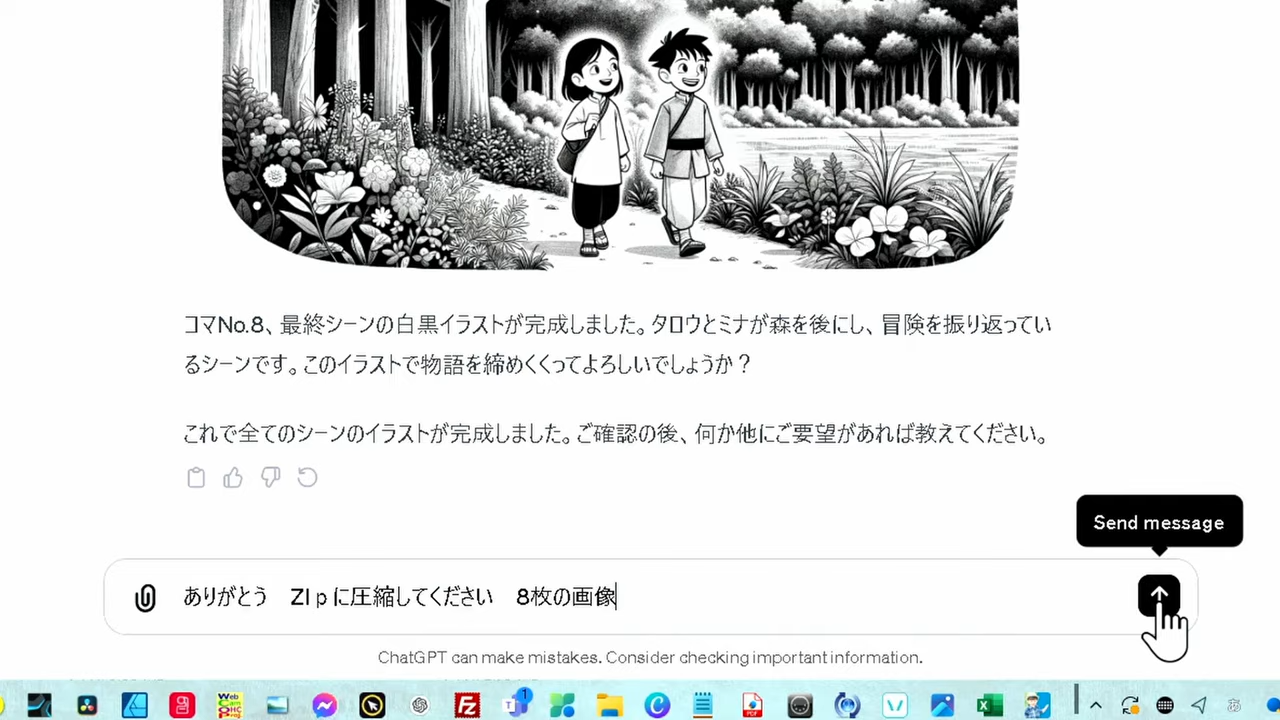 コマNo.8、最終シーンの白黒イラストが完成しました。タロウとミナが森を後にし、冒険を振り返ってい
るシーンです。このイラストで物語を締めくくってよろしいでしょうか？
これで全てのシーンのイラストが完成しました。ご確認の後、何か他にご要望があれば教えてください。
Send message
ありがとう　ZIｐに圧縮してください　8枚の画像
ChatGPT can make mistakes. Consider checking important information.